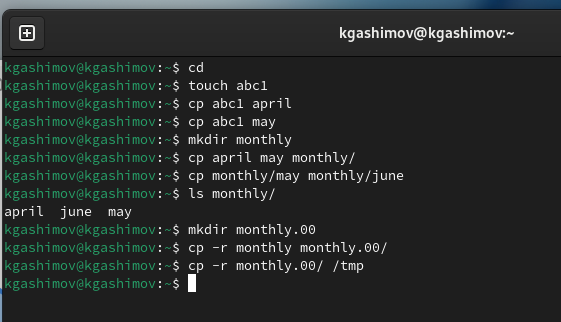 kgashimov@kgashimov:~
kgashimov@kgashimov:~$ cd
kgashimov@kgashimov:~$ touch abc1
kgashimov@kgashimov:~$ cp abc1 april
kgashimov@kgashimov:~$ cp abc1 may
kgashimov@kgashimov:~$ mkdir monthly
kgashimov@kgashimov:~$ cp april may monthly/
kgashimov@kgashimov:~$ cp monthly/may monthly/june
kgashimov@kgashimov:~$ ls monthly/
april  june  may
kgashimov@kgashimov:~$ mkdir monthly.00
kgashimov@kgashimov:~$ cp -r monthly monthly.00/
kgashimov@kgashimov:~$ cp -r monthly.00/ /tmp
kgashimov@kgashimov:~$